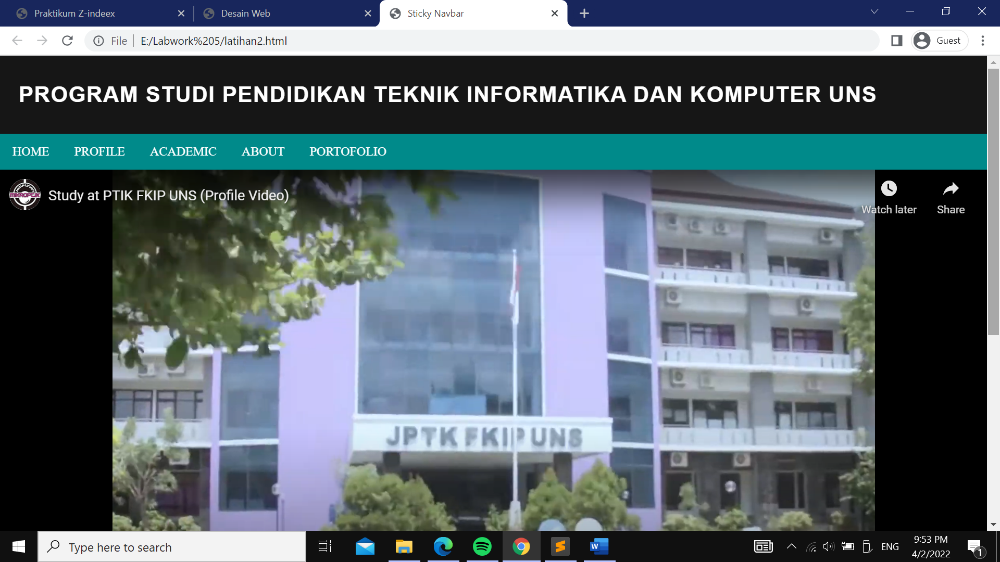 Praktikum Z-indeex
Desain Web
Sticky Navbar
File
E:/Labwork%205/latihan2.html
Guest
PROGRAM STUDI PENDIDIKAN TEKNIK INFORMATIKA DAN KOMPUTER UNS
HOME PROFILE ACADEMIC ABOUT PORTOFOLIO
HIMPUNAN
MIKROPTIK
Study at PTIK FKIP UNS (Profile Video)
Watch later
Share
JPTK FKIP UNS
Type here to search
W
ENG
9:53 PM
4/2/2022
1